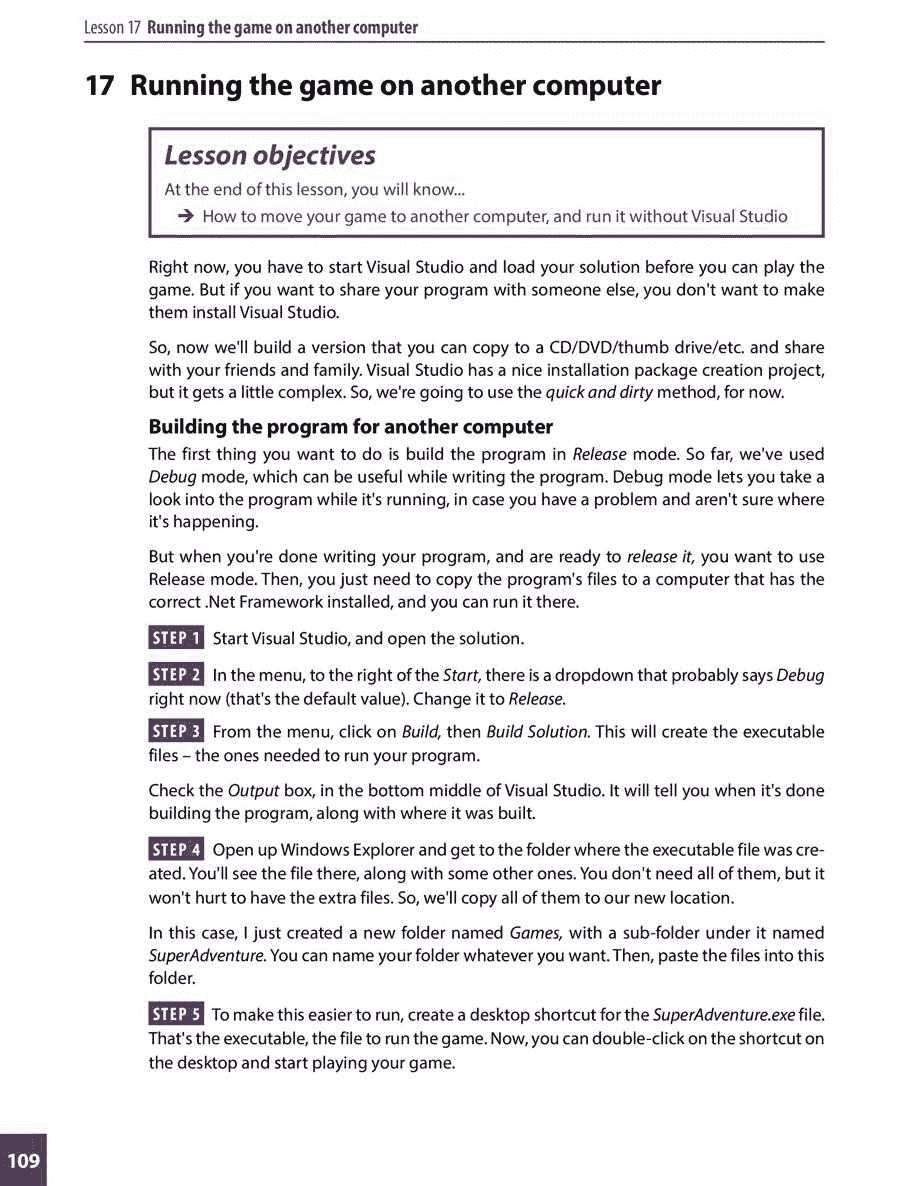 Lesson 17 Running the game on another computer
17 Running the game on another computer
Lesson objectives
At the end of this lesson, you will know...
➔ How to move your game to another computer, and run it without Visual Studio
Right now, you have to start Visual Studio and load your solution before you can play the
game. But if you want to share your program with someone else, you don't want to make
them install Visual Studio.
So, now we'll build a version that you can copy to a CD/DVD/thumb drive/etc. and share
with your friends and family. Visual Studio has a nice installation package creation project,
but it gets a little complex. So, we're going to use the quick and dirty method, for now.
Building the program for another computer
The first thing you want to do is build the program in Release mode. So far, we've used
Debug mode, which can be useful while writing the program. Debug mode lets you take a
look into the program while it's running, in case you have a problem and aren't sure where
it's happening.
But when you're done writing your program, and are ready to release it, you want to use
Release mode. Then, you just need to copy the program's files to a computer that has the
correct .Net Framework installed, and you can run it there.
STEP 1 Start Visual Studio, and open the solution.
STEP 2 In the menu, to the right of the Start, there is a dropdown that probably says Debug
right now (that's the default value). Change it to Release.
STEP 3 From the menu, click on Build, then Build Solution. This will create the executable
files – the ones needed to run your program.
Check the Output box, in the bottom middle of Visual Studio. It will tell you when it's done
building the program, along with where it was built.
STEP 4 Open up Windows Explorer and get to the folder where the executable file was cre-
ated. You'll see the file there, along with some other ones. You don't need all of them, but it
won't hurt to have the extra files. So, we'll copy all of them to our new location.
In this case, I just created a new folder named Games, with a sub-folder under it named
SuperAdventure. You can name your folder whatever you want. Then, paste the files into this
folder.
STEP 5 To make this easier to run, create a desktop shortcut for the SuperAdventure.exe file.
That's the executable, the file to run the game. Now, you can double-click on the shortcut on
the desktop and start playing your game.
109